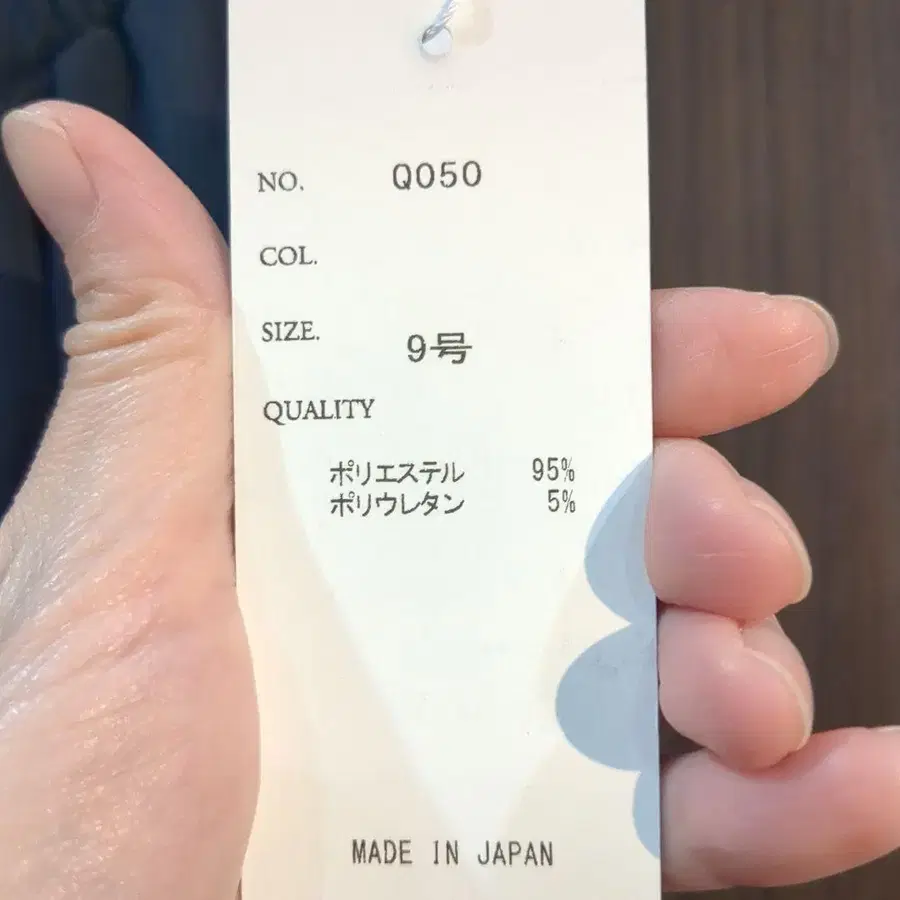 NO. Q050
COL.
SIZE. 9号
QUALITY
ポリエステル 95%
ポリウレタン 5%
MADE IN JAPAN